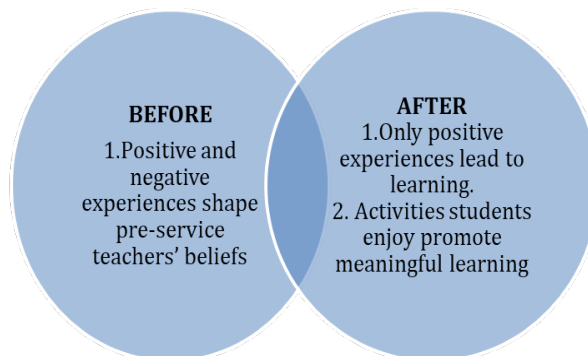 BEFORE
1.Positive and
negative
experiences shape
pre-service
teachers’ beliefs
AFTER
1.Only positive
experiences lead to
learning.
2. Activities students
enjoy promote
meaningful learning